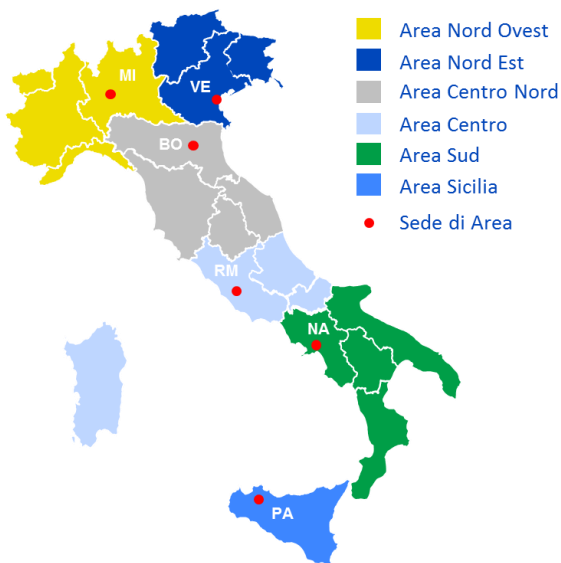 Area Nord Ovest
Area Nord Est
Area Centro Nord
Area Centro
Area Sud
Area Sicilia
Sede di Area
MI
VE
BO
RM
NA
PA